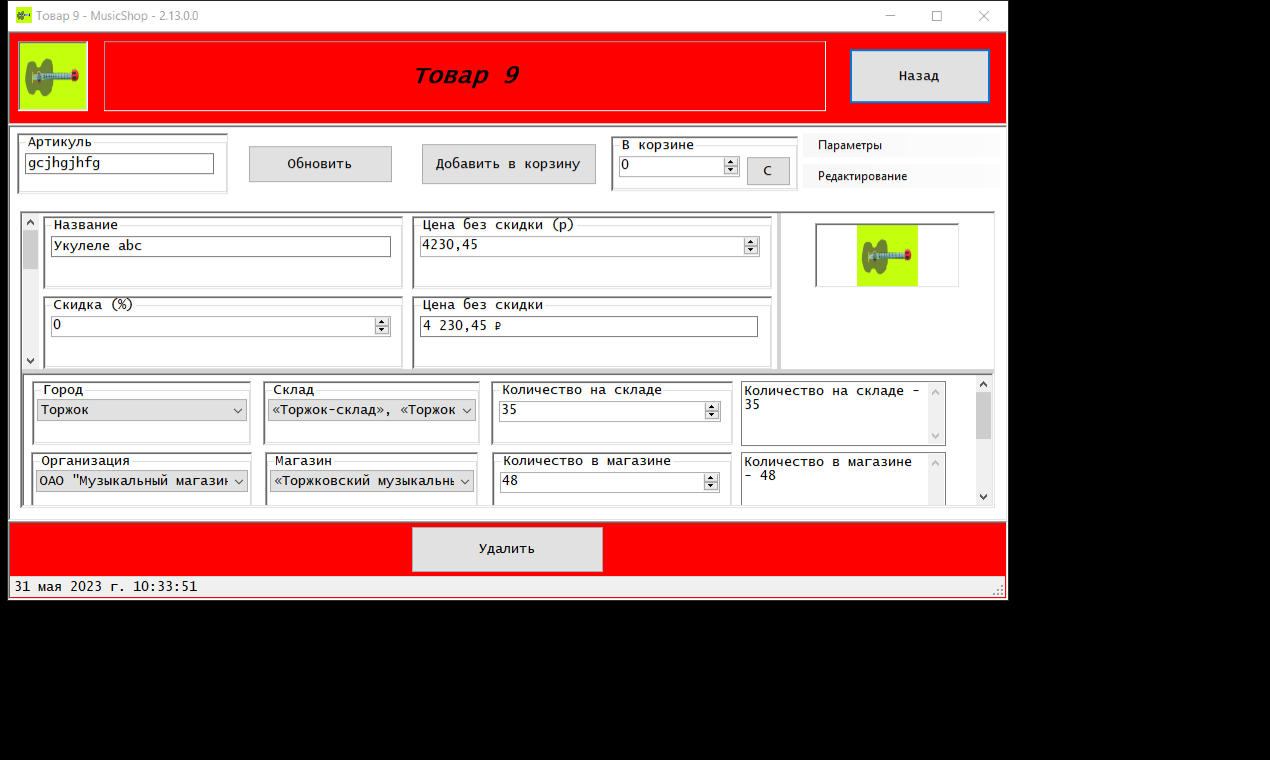 Товар 9 - MusicShop - 2.13.0.0
Товар 9
Назад
Артикуль
gcjhgjhfg
Обновить
Добавить в корзину
В корзине
0
С
Параметры
Редактирование
Название
Укулеле abc
Цена без скидки (р)
4230,45
Скидка (%)
0
Цена без скидки
4 230,45 ₽
Город
Торжок
Склад
«Торжок-склад», «Торжок
Количество на складе
35
Количество на складе -
35
Организация
ОАО "Музыкальный магазин
Магазин
«Торжковский музыкальны
Количество в магазине
48
Количество в магазине
- 48
Удалить
31 мая 2023 г. 10:33:51